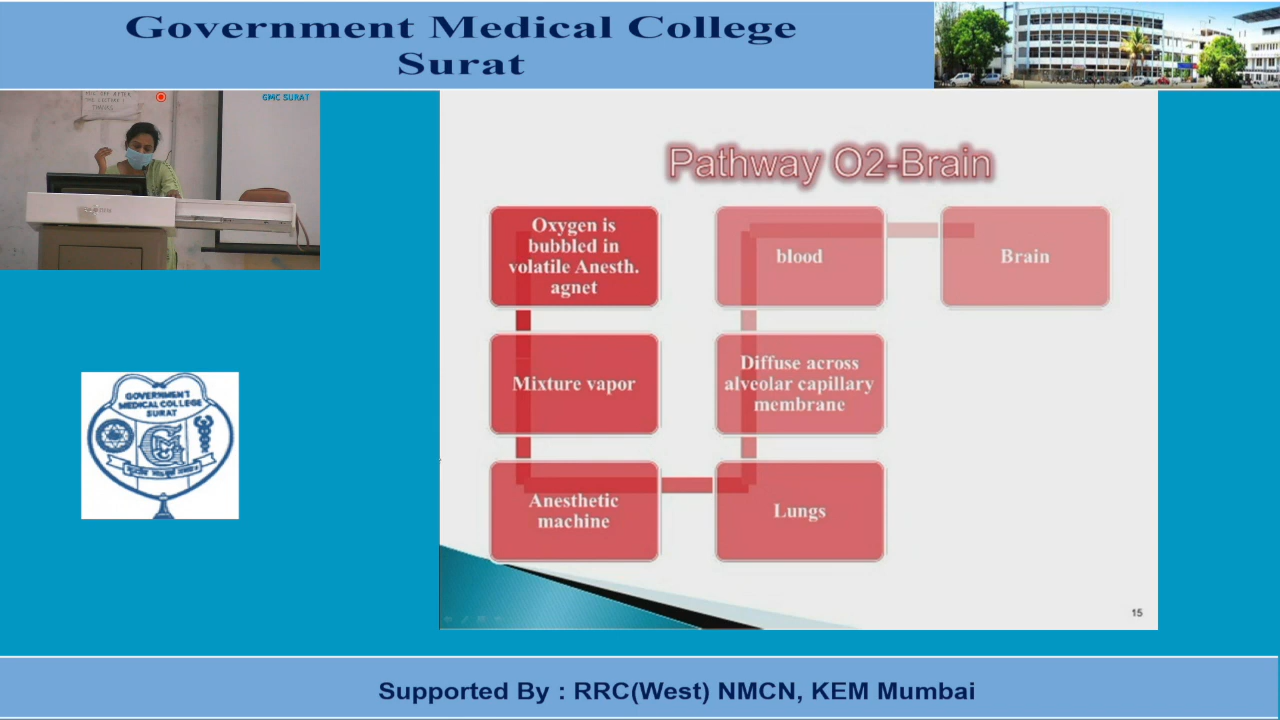 Government Medical College
Surat
GMC SURAT
Pathway O2-Brain
Oxygen is
bubbled in
volatile Anesth.
agnet
Mixture vapor
Anesthetic
machine
Lungs
Diffuse across
alveolar capillary
membrane
blood
Brain
15
GOVERNMENT
MEDICAL COLLEGE
SURAT
Supported By : RRC(West) NMCN, KEM Mumbai